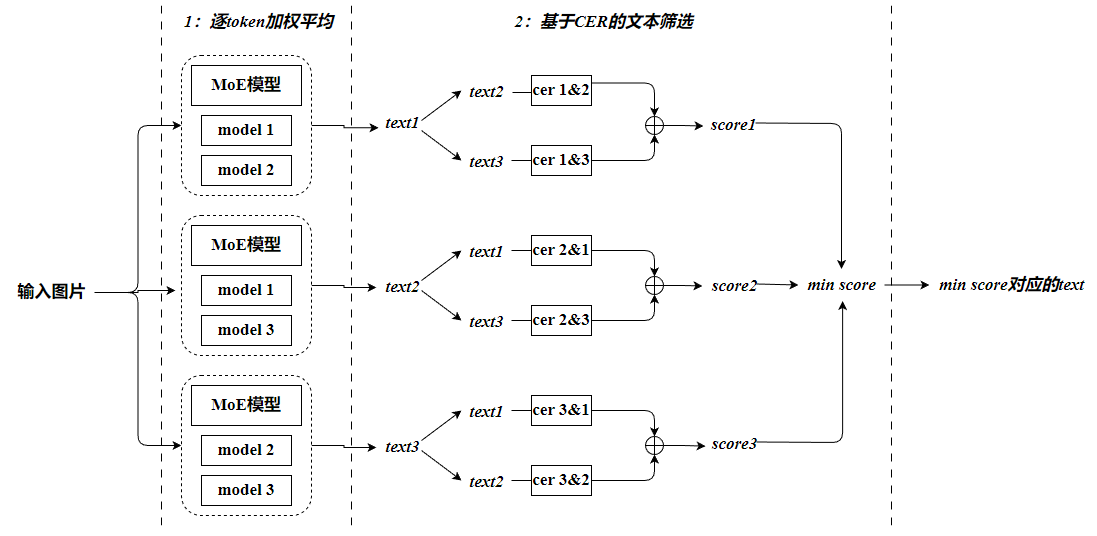 1：逐token加权平均
2：基于CER的文本筛选
MoE模型
model 1
model 2
text1
text2
cer 1&2
text3
cer 1&3
score1
输入图片
MoE模型
model 1
model 3
text2
text1
cer 2&1
text3
cer 2&3
score2
min score
min score对应的text
MoE模型
model 2
model 3
text3
text1
cer 3&1
text2
cer 3&2
score3